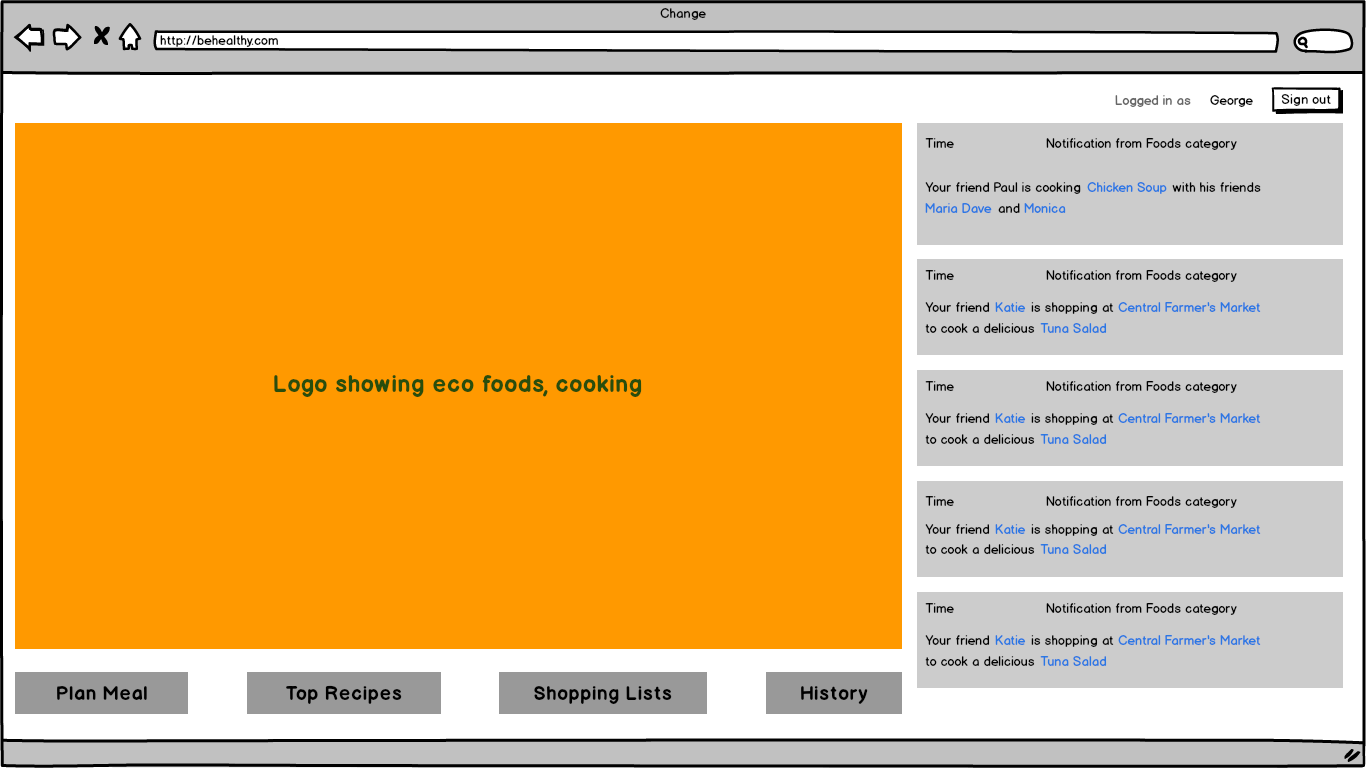 Change
http://behealthy.com
Logged in as George Sign out
Logo showing eco foods, cooking
Plan Meal Top Recipes Shopping Lists History
Time Notification from Foods category
Your friend Paul is cooking Chicken Soup with his friends
Maria Dave and Monica
Time Notification from Foods category
Your friend Katie is shopping at Central Farmer's Market
to cook a delicious Tuna Salad
Time Notification from Foods category
Your friend Katie is shopping at Central Farmer's Market
to cook a delicious Tuna Salad
Time Notification from Foods category
Your friend Katie is shopping at Central Farmer's Market
to cook a delicious Tuna Salad
Time Notification from Foods category
Your friend Katie is shopping at Central Farmer's Market
to cook a delicious Tuna Salad